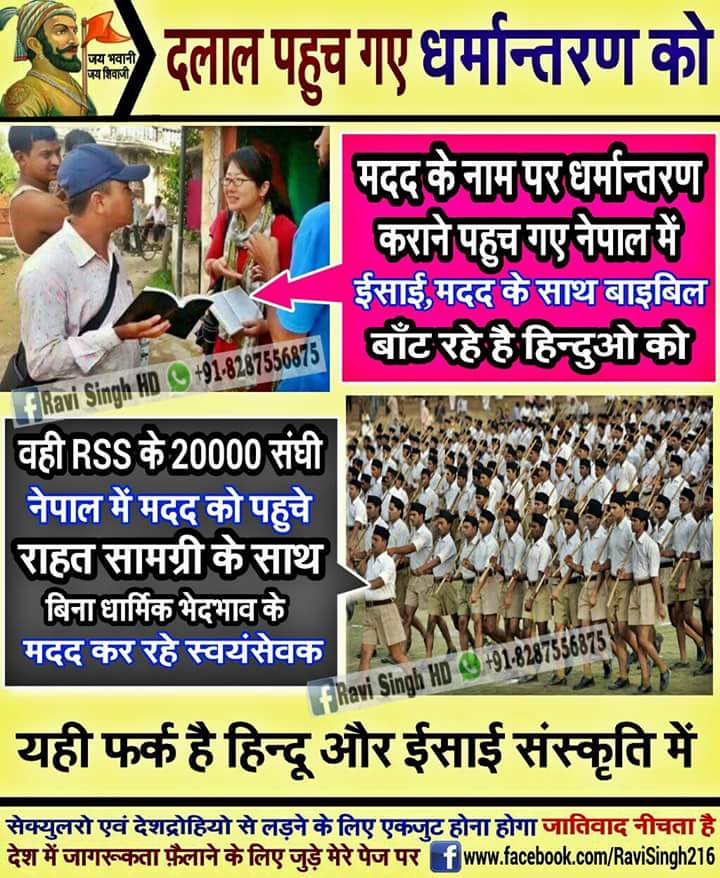 जय भवानी
जय शिवाजी
दलाल पहुच गए धर्मान्तरण को
मदद के नाम पर धर्मान्तरण
कराने पहुच गए नेपाल में
ईसाई,मदद के साथ बाइबिल
बाँट रहे है हिन्दुओ को
Ravi Singh HD +91-8287556875
वही RSS के 20000 संघी
नेपाल में मदद को पहुचे
राहत सामग्री के साथ
बिना धार्मिक भेदभाव के
मदद कर रहे स्वयंसेवक
Ravi Singh HD +91-8287556875
यही फर्क है हिन्दू और ईसाई संस्कृति में
सेक्युलरो एवं देशद्रोहियो से लड़ने के लिए एकजुट होना होगा जातिवाद नीचता है
देश में जागरूकता फ़ैलाने के लिए जुड़े मेरे पेज पर f www.facebook.com/RaviSingh216